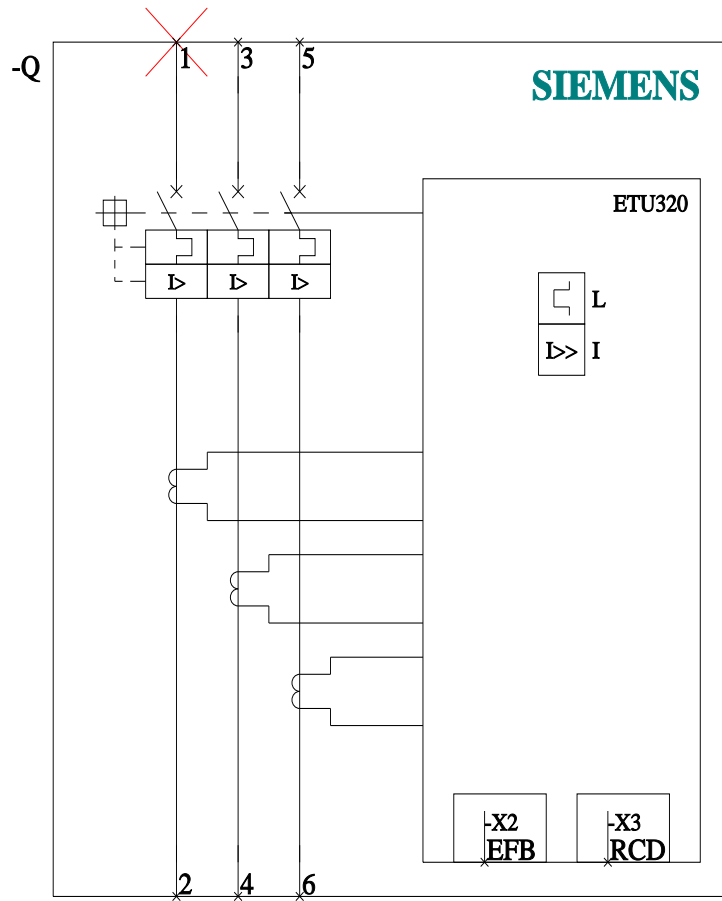 1 3 5
-Q
SIEMENS
ETU320
I> I> I>
L
I>> I
-X2 -X3
EFB RCD
2 4 6